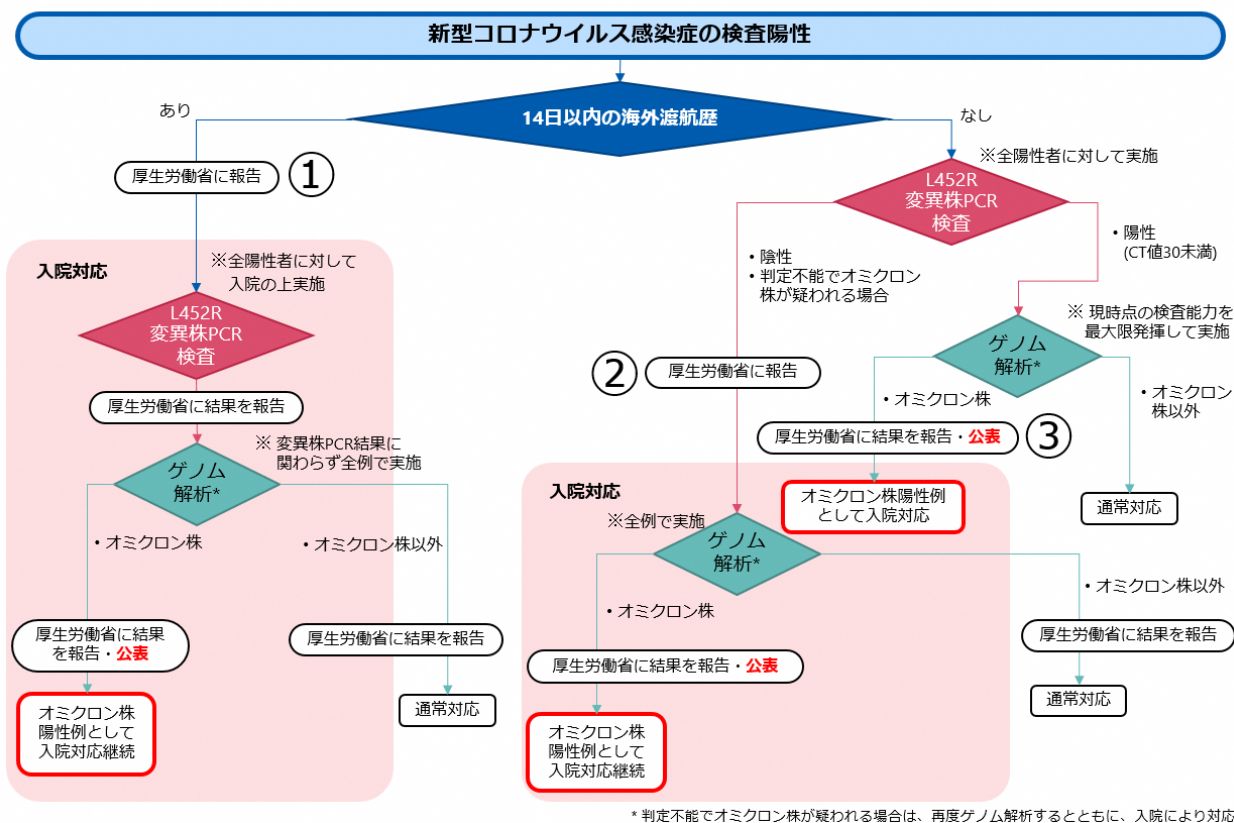 新型コロナウイルス感染症の検査陽性
14日以内の海外渡航歴
あり
なし
厚生労働省に報告
①
入院対応
※全陽性者に対して
入院の上実施
L452R
変異株PCR
検査
厚生労働省に結果を報告
※ 変異株PCR結果に
関わらず全例で実施
ゲノム
解析*
・オミクロン株
・オミクロン株以外
厚生労働省に結果
を報告・公表
厚生労働省に結果を報告
オミクロン株
陽性例として
入院対応継続
通常対応
※全陽性者に対して実施
L452R
変異株PCR
検査
・陰性
・判定不能でオミクロン
株が疑われる場合
・陽性
(CT値30未満)
② 
厚生労働省に報告
※ 現時点の検査能力を
最大限発揮して実施
ゲノム
解析*
・オミクロン株
・オミクロン
株以外
厚生労働省に結果を報告・公表
③
オミクロン株陽性例
として入院対応
通常対応
入院対応
※全例で実施
ゲノム
解析*
・オミクロン株
・オミクロン株以外
厚生労働省に結果を報告・公表
厚生労働省に結果を報告
オミクロン株
陽性例として
入院対応継続
通常対応
* 判定不能でオミクロン株が疑われる場合は、再度ゲノム解析するとともに、入院により対応